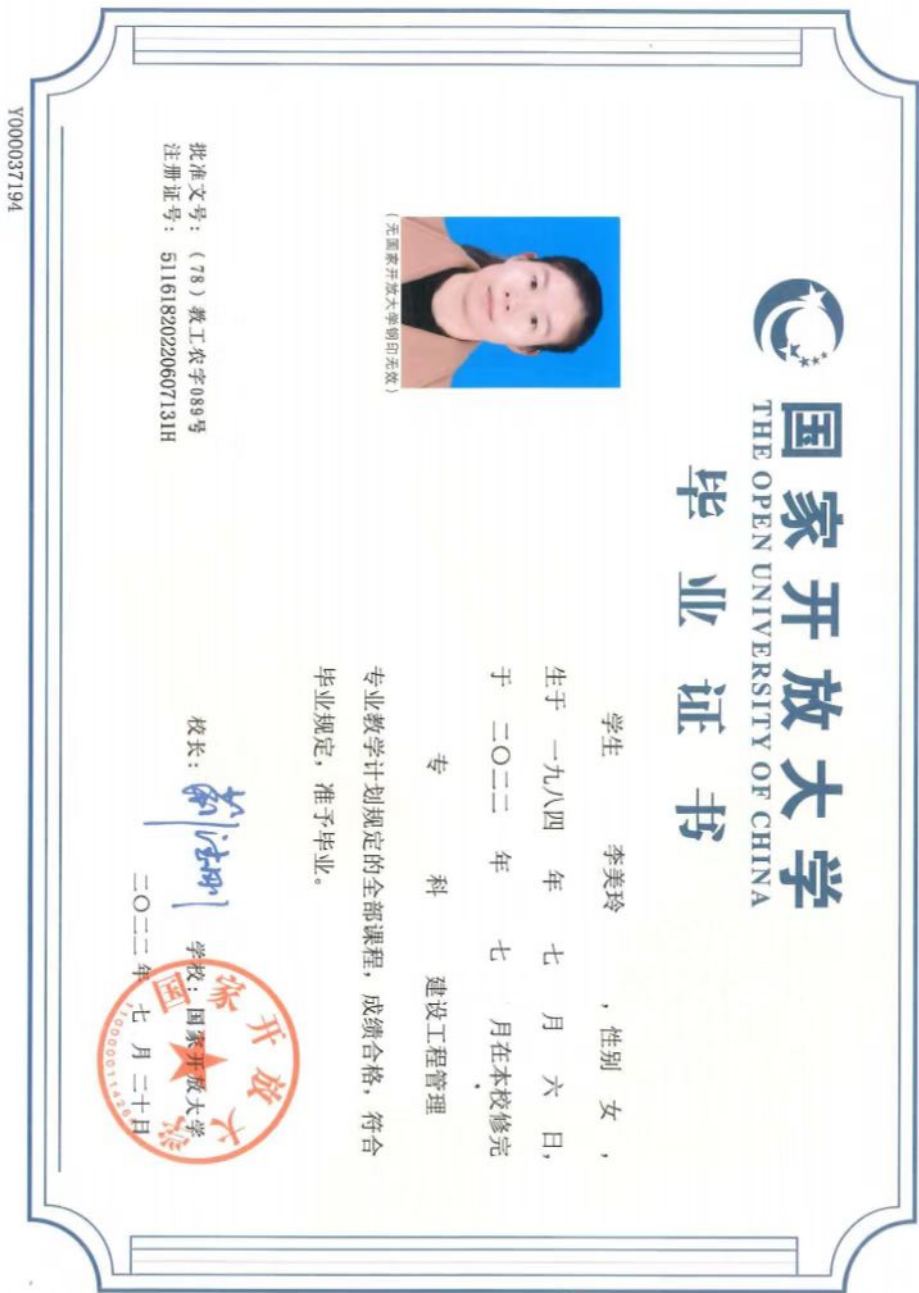 国家开放大学
THE OPEN UNIVERSITY OF CHINA
毕业证书
学生 李美玲 ，性别 女 ，
生于 一九八四 年 七 月 六 日，
于 二〇二二 年 七 月在本校修完
专 科 建设工程管理
专业教学计划规定的全部课程，成绩合格，符合
毕业规定，准予毕业。
(无国家开放大学钢印无效)
批准文号：（78）教工农字089号
注册证号： 51161820220607131H
校长： 学校：国家开放大学
二〇二二年 七 月 二十日
国家开放大学
Y000037194